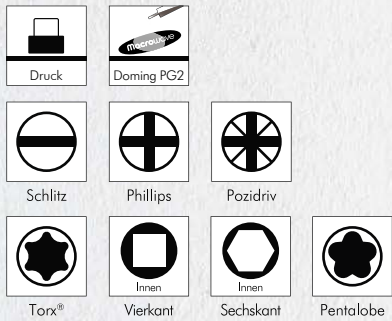 macrowave
Druck
Doming PG2
Schlitz
Phillips
Pozidriv
Innen
Innen
Torx®
Vierkant
Sechskant
Pentalobe